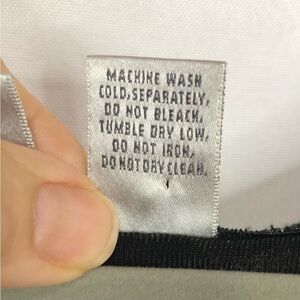 MACHINE WASH
COLD,SEPARATELY,
DO NOT BLEACH,
TUMBLE DRY LOW,
DO NOT IRON,
DO NOT DRY CLEAN.